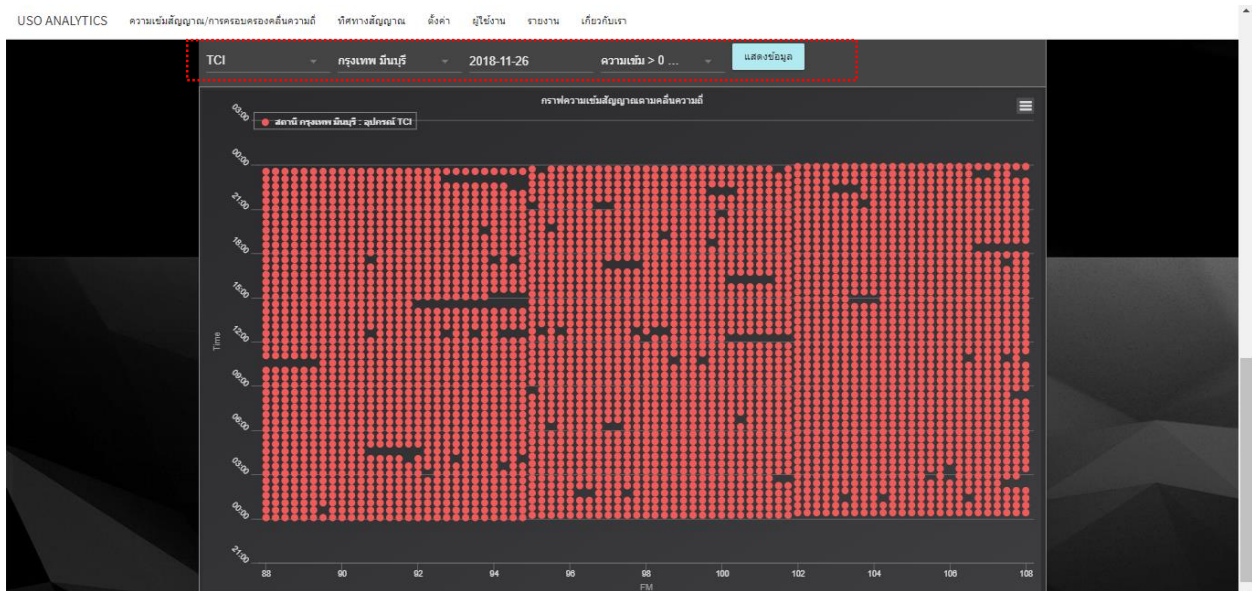 USO ANALYTICS ความเข้มสัญญาณ/การครอบครองคลื่นความถี่ ทิศทางสัญญาณ ตั้งค่า ผู้ใช้งาน รายงาน เกี่ยวกับเรา
TCI กรุงเทพ มีนบุรี 2018-11-26 ความเข้ม > 0 ... แสดงข้อมูล
กราฟความเข้มสัญญาณตามคลื่นความถี่
สถานี กรุงเทพ มีนบุรี : อุปกรณ์ TCI
03:00
00:00
21:00
18:00
15:00
12:00
09:00
06:00
03:00
00:00
21:00
Time
88 90 92 94 96 98 100 102 104 106 108
FM